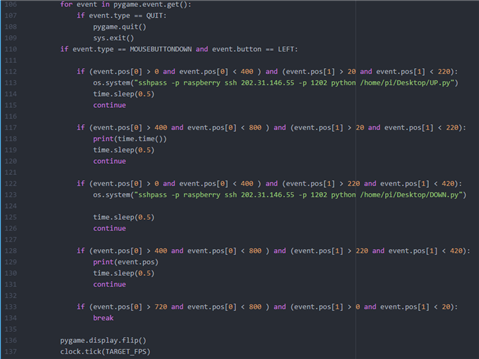 106 for event in pygame.event.get():
107 if event.type == QUIT:
108 pygame.quit()
109 sys.exit()
110 if event.type == MOUSEBUTTONDOWN and event.button == LEFT:
111
112 if (event.pos[0] > 0 and event.pos[0] < 400 ) and (event.pos[1] > 20 and event.pos[1] < 220):
113 os.system("sshpass -p raspberry ssh 202.31.146.55 -p 1202 python /home/pi/Desktop/UP.py")
114 time.sleep(0.5)
115 continue
116
117 if (event.pos[0] > 400 and event.pos[0] < 800 ) and (event.pos[1] > 20 and event.pos[1] < 220):
118 print(time.time())
119 time.sleep(0.5)
120 continue
121
122 if (event.pos[0] > 0 and event.pos[0] < 400 ) and (event.pos[1] > 220 and event.pos[1] < 420):
123 os.system("sshpass -p raspberry ssh 202.31.146.55 -p 1202 python /home/pi/Desktop/DOWN.py")
124
125 time.sleep(0.5)
126 continue
127
128 if (event.pos[0] > 400 and event.pos[0] < 800 ) and (event.pos[1] > 220 and event.pos[1] < 420):
129 print(event.pos)
130 time.sleep(0.5)
131 continue
132
133 if (event.pos[0] > 720 and event.pos[0] < 800 ) and (event.pos[1] > 0 and event.pos[1] < 20):
134 break
135
136 pygame.display.flip()
137 clock.tick(TARGET_FPS)